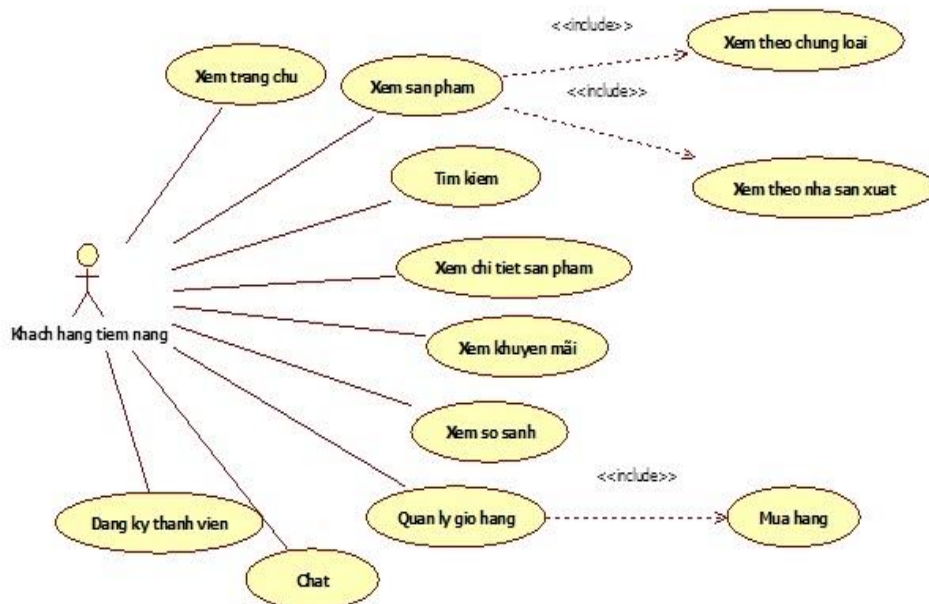 <<include>>
Xem theo chung loai
Xem trang chu
Xem san pham
<<include>>
Tim kiem
Xem theo nha san xuat
Xem chi tiet san pham
Khach hang tiem nang
Xem khuyen mãi
Xem so sanh
<<include>>
Dang ky thanh vien
Quan ly gio hang
Mua hang
Chat